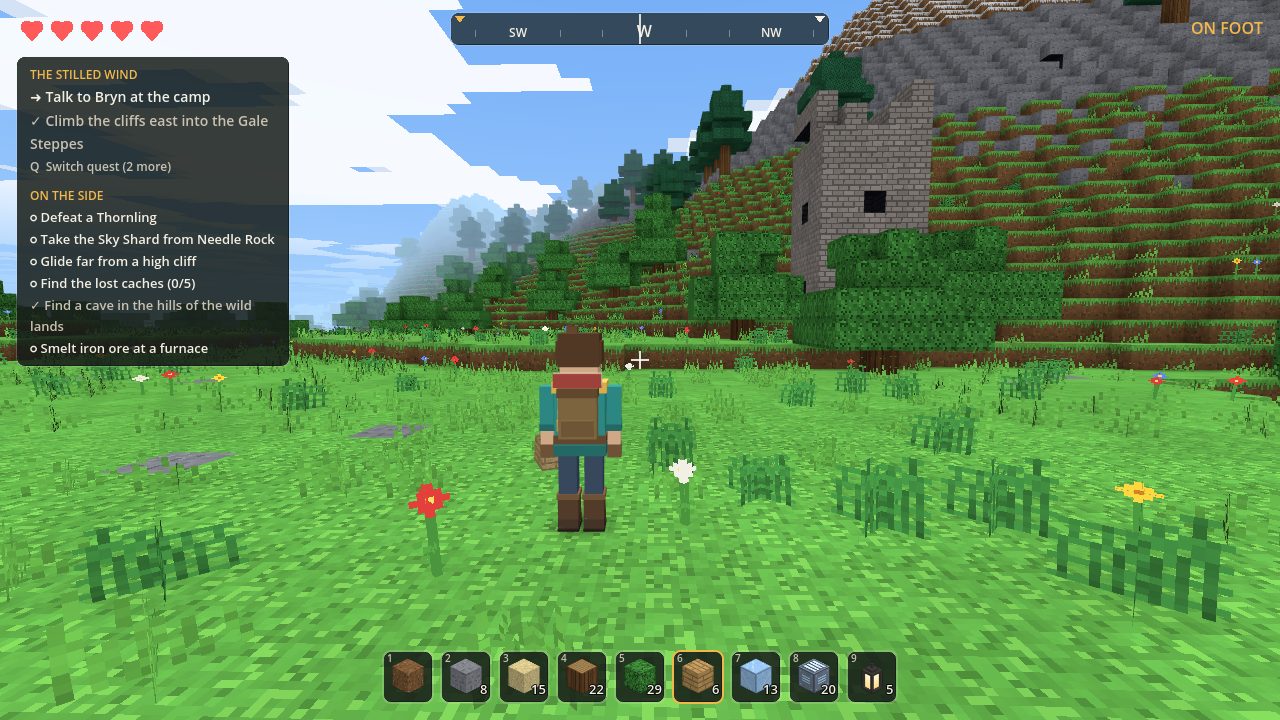 SW W NW
ON FOOT
THE STILLED WIND
→ Talk to Bryn at the camp
✓ Climb the cliffs east into the Gale
Steppes
Q Switch quest (2 more)
ON THE SIDE
Defeat a Thornling
Take the Sky Shard from Needle Rock
Glide far from a high cliff
Find the lost caches (0/5)
✓ Find a cave in the hills of the wild
lands
Smelt iron ore at a furnace
1 2 3 4 5 6 7 8 9
8 15 22 29 6 13 20 5